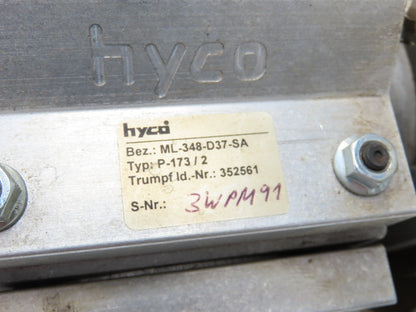 hyco
hyco
Bez.: ML-348-D37-SA
Typ: P-173 / 2
Trumpf Id.-Nr.: 352561
S-Nr.: 3WPM91